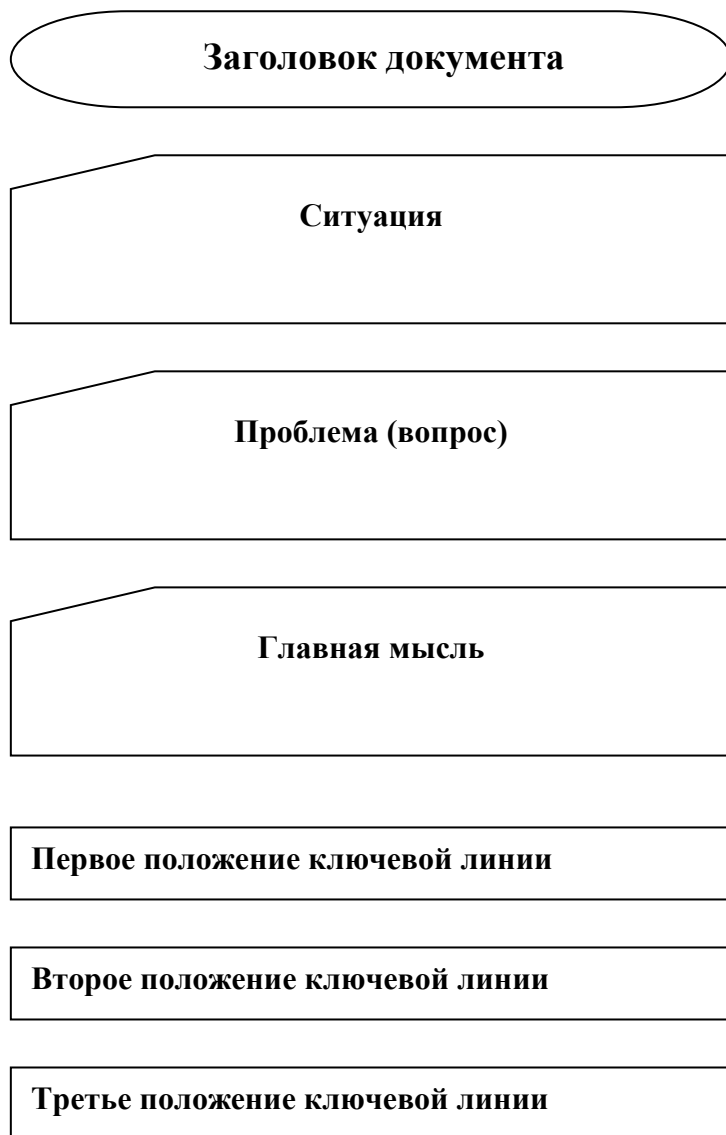 Заголовок документа
Ситуация
Проблема (вопрос)
Главная мысль
Первое положение ключевой линии
Второе положение ключевой линии
Третье положение ключевой линии